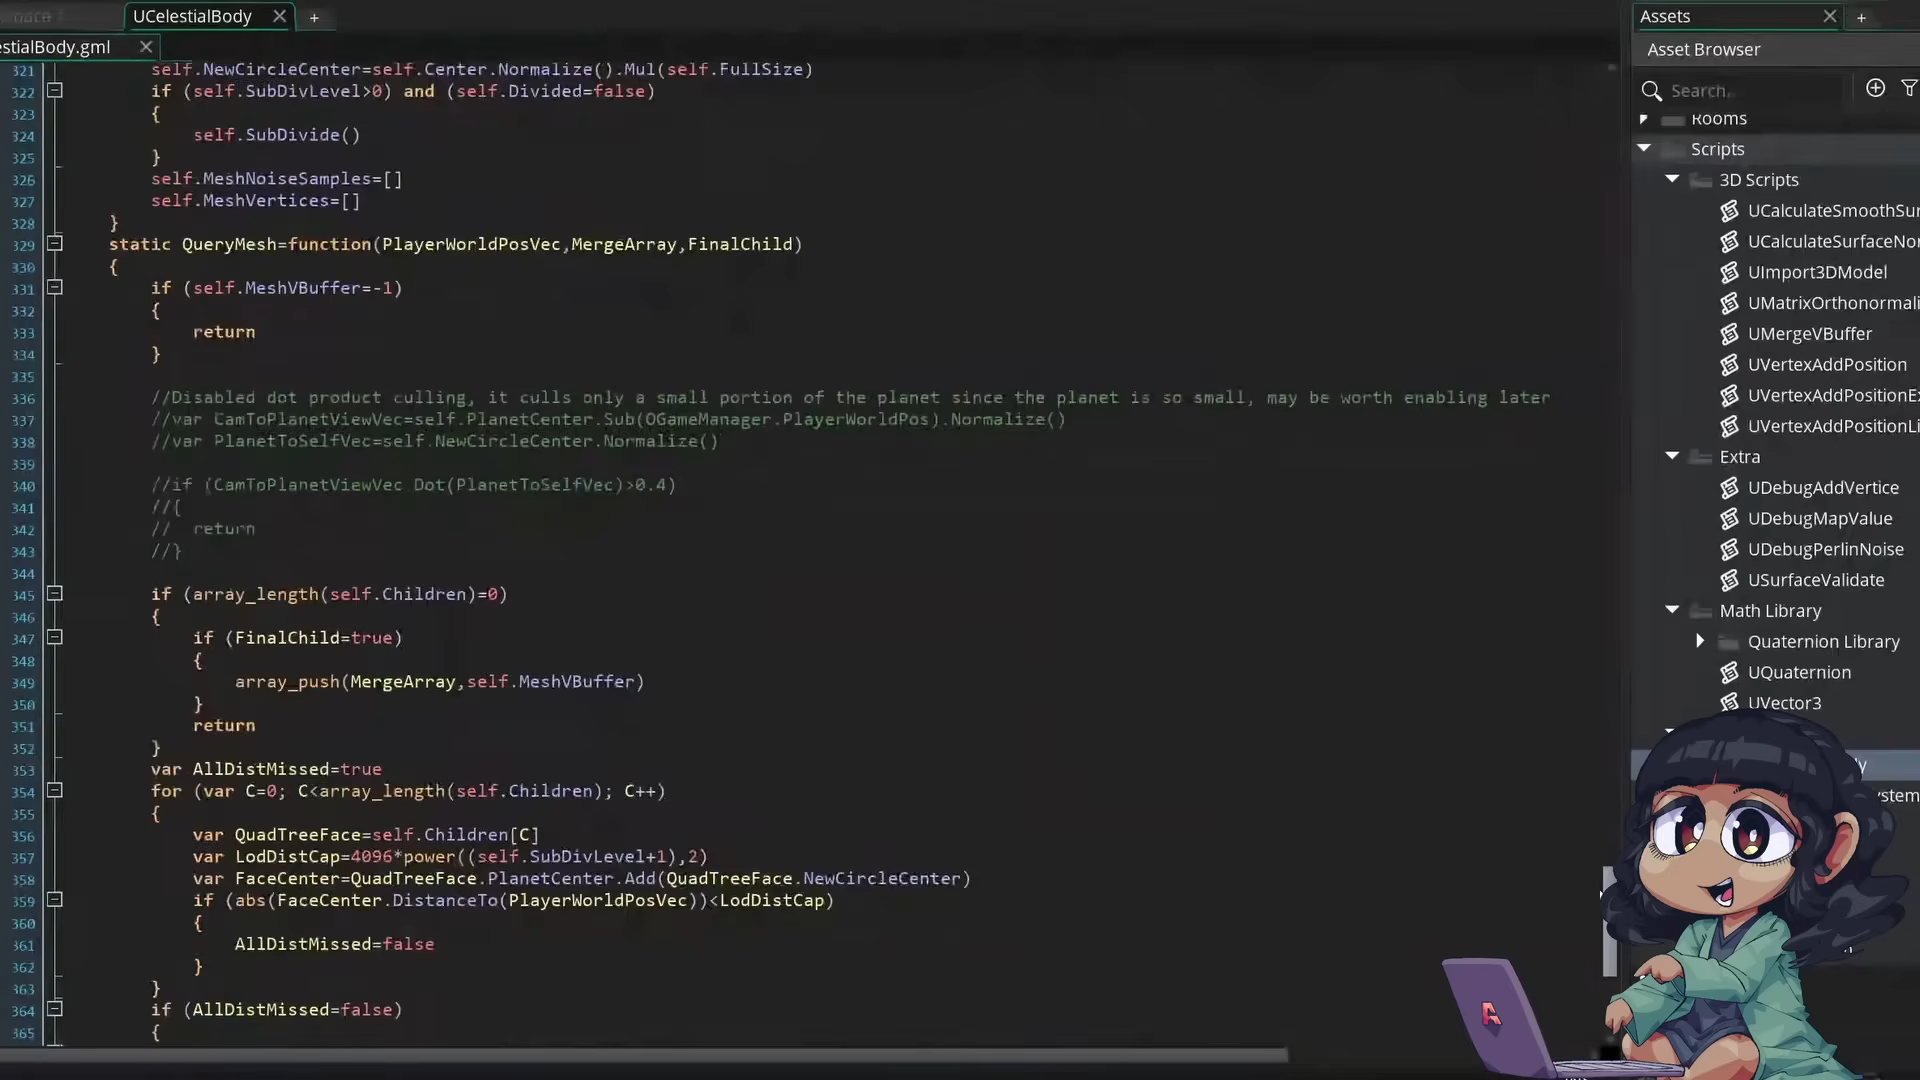 UCelestialBody
estialBody.gml
321 self.NewCircleCenter=self.Center.Normalize().Mul(self.FullSize)
322 if (self.SubDivLevel>0) and (self.Divided=false)
323 {
324 self.SubDivide()
325 }
326 self.MeshNoiseSamples=[]
327 self.MeshVertices=[]
328 }
329 static QueryMesh=function(PlayerWorldPosVec,MergeArray,FinalChild)
330 {
331 if (self.MeshVBuffer=-1)
332 {
333 return
334 }
335
336 //Disabled dot product culling, it culls only a small portion of the planet since the planet is so small, may be worth enabling later
337 //var CamToPlanetViewVec=self.PlanetCenter.Sub(OGameManager.PlayerWorldPos).Normalize()
338 //var PlanetToSelfVec=self.NewCircleCenter.Normalize()
339
340 //if (CamToPlanetViewVec Dot(PlanetToSelfVec)>0.4)
341 //{
342 // return
343 //}
344
345 if (array_length(self.Children)=0)
346 {
347 if (FinalChild=true)
348 {
349 array_push(MergeArray,self.MeshVBuffer)
350 }
351 return
352 }
353 var AllDistMissed=true
354 for (var C=0; C<array_length(self.Children); C++)
355 {
356 var QuadTreeFace=self.Children[C]
357 var LodDistCap=4096*power((self.SubDivLevel+1),2)
358 var FaceCenter=QuadTreeFace.PlanetCenter.Add(QuadTreeFace.NewCircleCenter)
359 if (abs(FaceCenter.DistanceTo(PlayerWorldPosVec))<LodDistCap)
360 {
361 AllDistMissed=false
362 }
363 }
364 if (AllDistMissed=false)
365 {
Assets
Asset Browser
Search.
Rooms
Scripts
3D Scripts
UCalculateSmoothSur
UCalculateSurfaceNor
UImport3DModel
UMatrixOrthonormali
UMergeVBuffer
UVertexAddPosition
UVertexAddPositionEx
UVertexAddPositionLi
Extra
UDebugAddVertice
UDebugMapValue
UDebugPerlinNoise
USurfaceValidate
Math Library
Quaternion Library
UQuaternion
UVector3
y
ystem